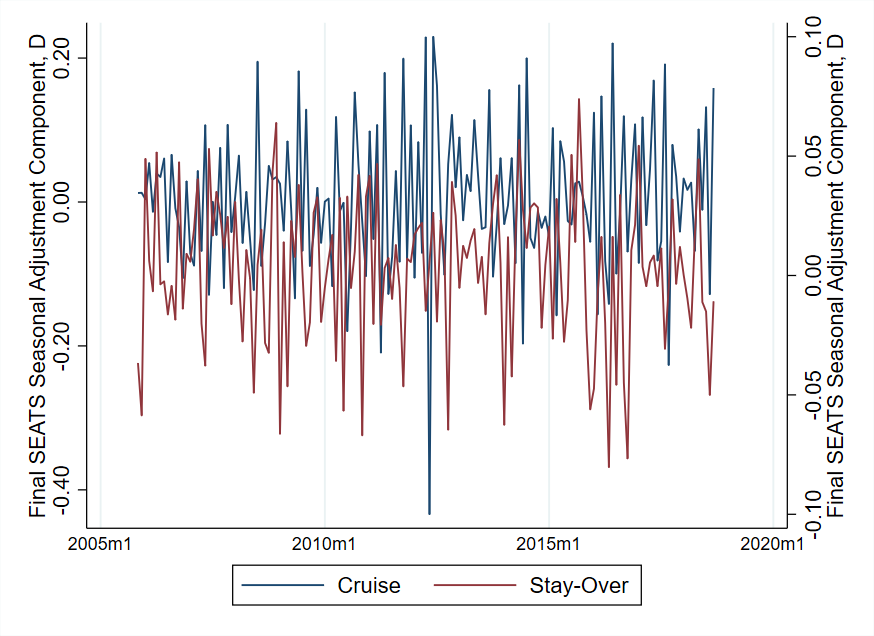 Final SEATS Seasonal Adjustment Component, D
0.20
0.00
-0.20
-0.40
0.10
0.05
0.00
-0.05
-0.10
Final SEATS Seasonal Adjustment Component, D
2005m1 2010m1 2015m1 2020m1
Cruise Stay-Over